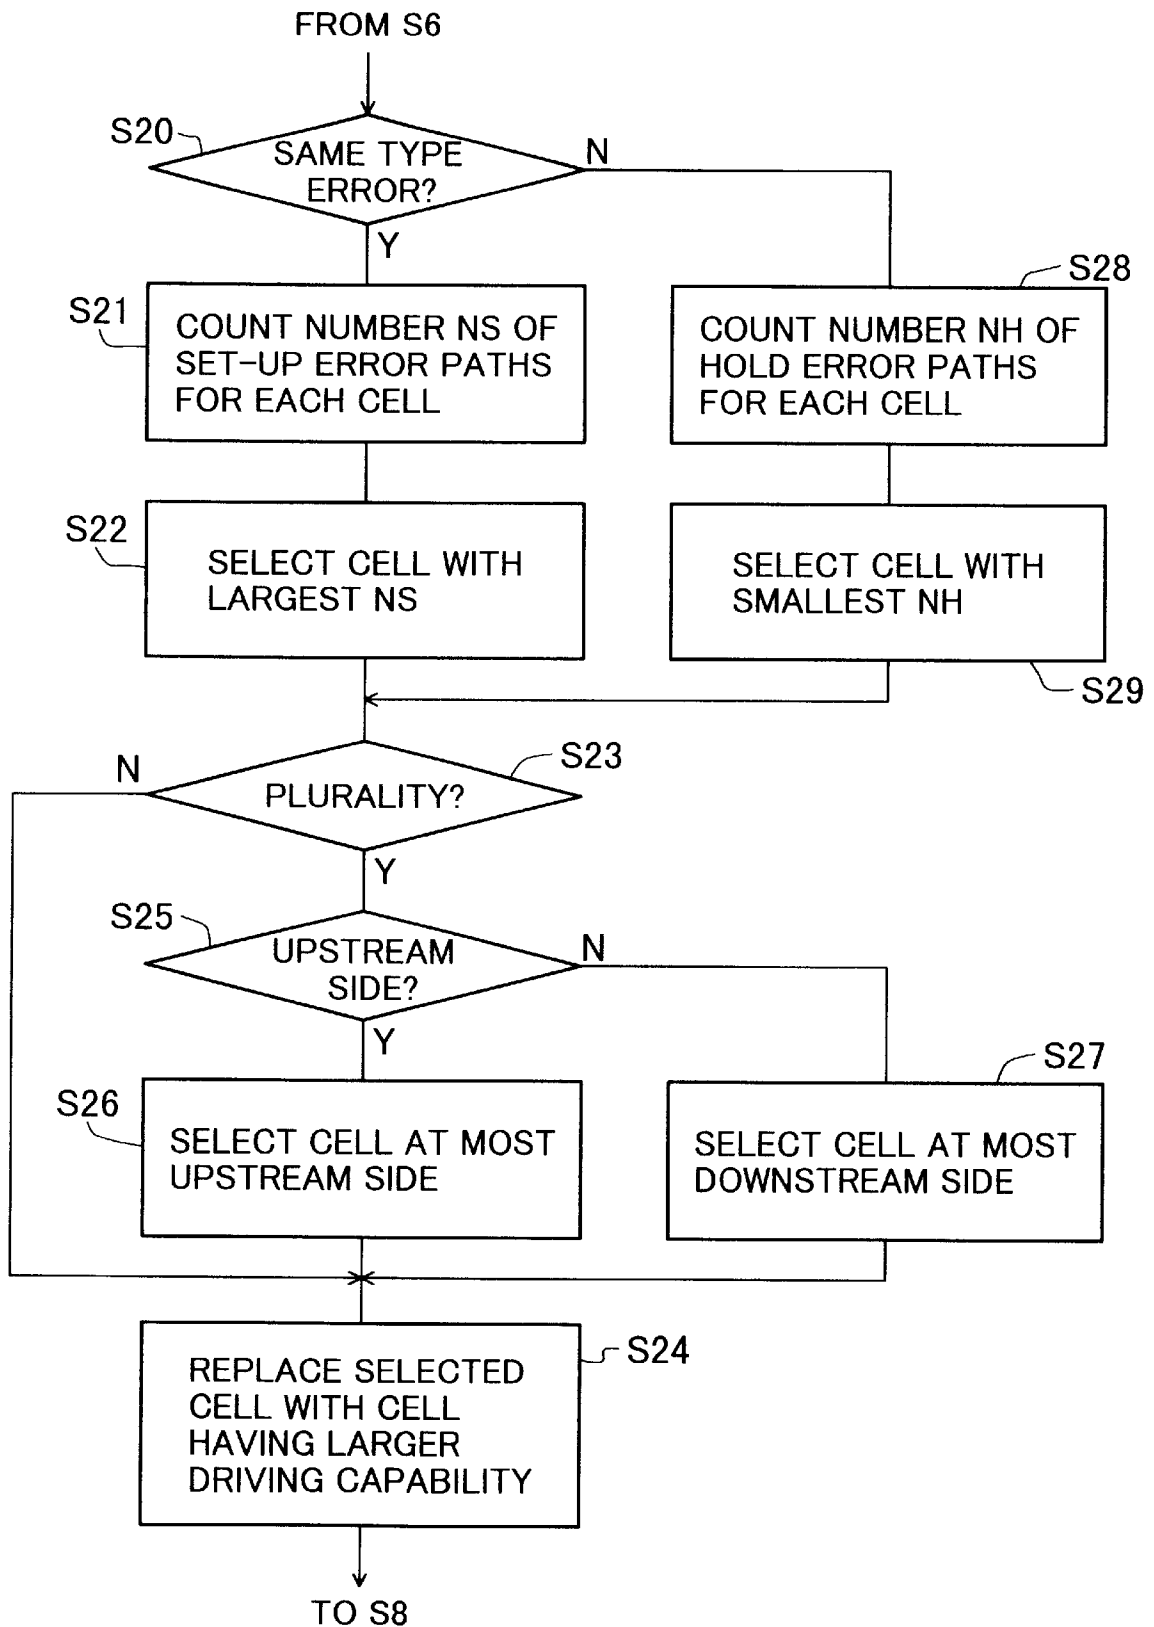 FROM S6
S20
SAME TYPE
ERROR?
N
Y
S21
COUNT NUMBER NS OF
SET-UP ERROR PATHS
FOR EACH CELL
S28
COUNT NUMBER NH OF
HOLD ERROR PATHS
FOR EACH CELL
S22
SELECT CELL WITH
LARGEST NS
SELECT CELL WITH
SMALLEST NH
S29
N
S23
PLURALITY?
Y
S25
UPSTREAM
SIDE?
N
Y
S26
SELECT CELL AT MOST
UPSTREAM SIDE
S27
SELECT CELL AT MOST
DOWNSTREAM SIDE
S24
REPLACE SELECTED
CELL WITH CELL
HAVING LARGER
DRIVING CAPABILITY
TO S8